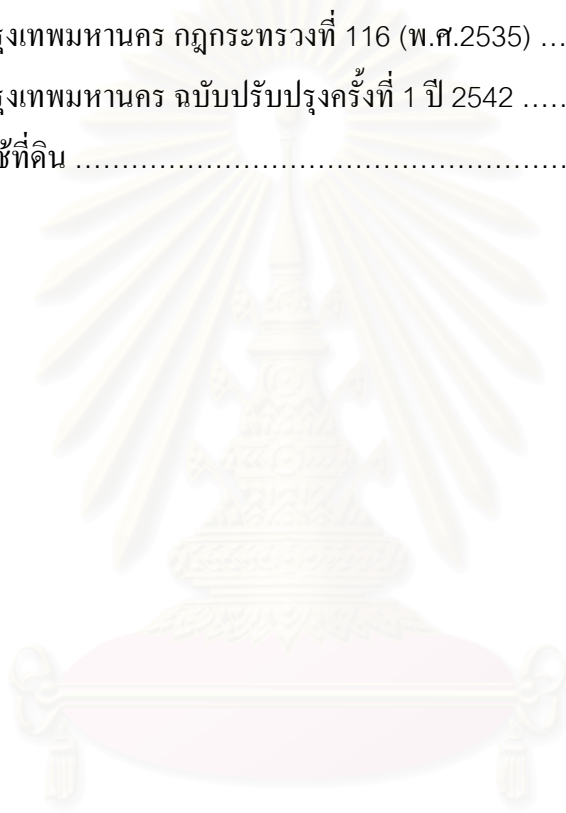 รุงเทพมหานคร กฎกระทรวงที่ 116 (พ.ศ.2535) …
รุงเทพมหานคร ฉบับปรับปรุงครั้งที่ 1 ปี 2542 …..
ช้ที่ดิน ……………………………………………